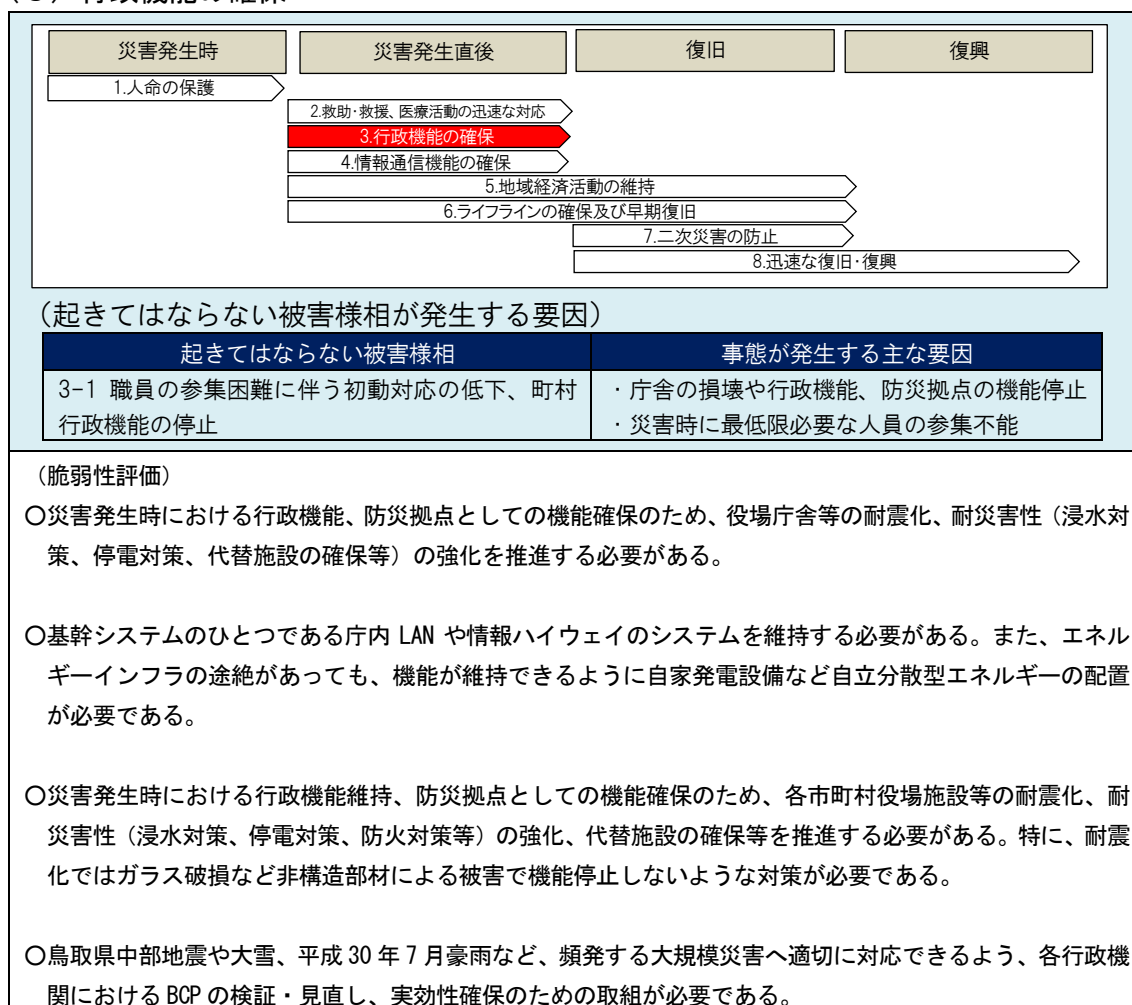 災害発生時
災害発生直後
復旧
復興
1.人命の保護
2.救助・救援、医療活動の迅速な対応
3.行政機能の確保
4.情報通信機能の確保
5.地域経済活動の維持
6.ライフラインの確保及び早期復旧
7.二次災害の防止
8.迅速な復旧・復興
（起きてはならない被害様相が発生する要因）
起きてはならない被害様相
事態が発生する主な要因
3-1 職員の参集困難に伴う初動対応の低下、町村
行政機能の停止
・庁舎の損壊や行政機能、防災拠点の機能停止
・災害時に最低限必要な人員の参集不能
（脆弱性評価）
〇災害発生時における行政機能、防災拠点としての機能確保のため、役場庁舎等の耐震化、耐災害性（浸水対
策、停電対策、代替施設の確保等）の強化を推進する必要がある。
〇基幹システムのひとつである庁内 LAN や情報ハイウェイのシステムを維持する必要がある。また、エネル
ギーインフラの途絶があっても、機能が維持できるように自家発電設備など自立分散型エネルギーの配置
が必要である。
〇災害発生時における行政機能維持、防災拠点としての機能確保のため、各市町村役場施設等の耐震化、耐
災害性（浸水対策、停電対策、防火対策等）の強化、代替施設の確保等を推進する必要がある。特に、耐震
化ではガラス破損など非構造部材による被害で機能停止しないような対策が必要である。
〇鳥取県中部地震や大雪、平成 30 年 7 月豪雨など、頻発する大規模災害へ適切に対応できるよう、各行政機
関における BCP の検証・見直し、実効性確保のための取組が必要である。